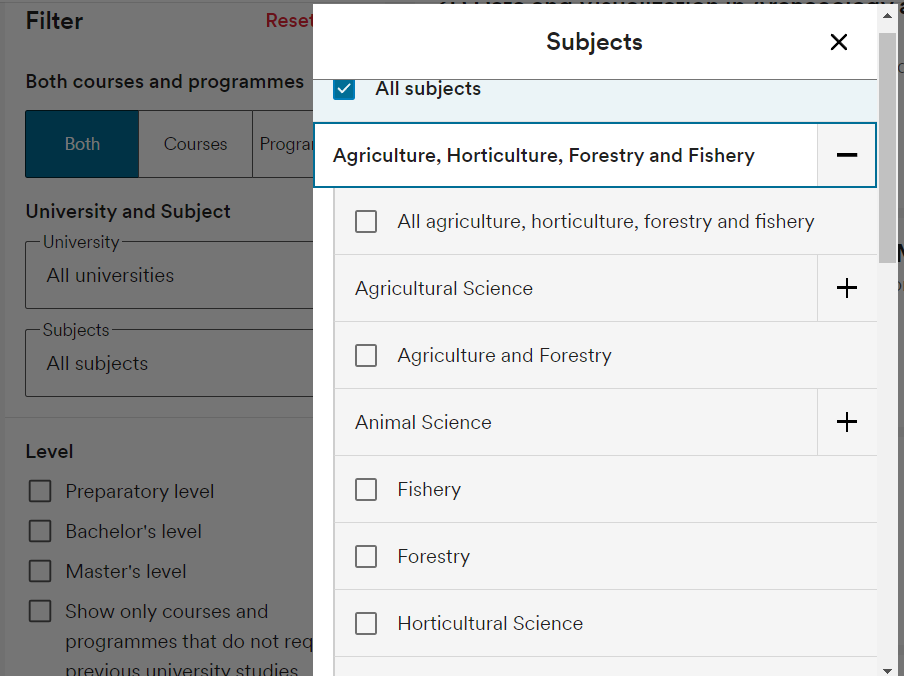 Filter
Reset
Both courses and programmes
Both
Courses
Progra
University and Subject
University
All universities
Subjects
All subjects
Level
Preparatory level
Bachelor's level
Master's level
Show only courses and
programmes that do not req
previous university studies
Subjects
All subjects
Agriculture, Horticulture, Forestry and Fishery
All agriculture, horticulture, forestry and fishery
Agricultural Science
Agriculture and Forestry
Animal Science
Fishery
Forestry
Horticultural Science